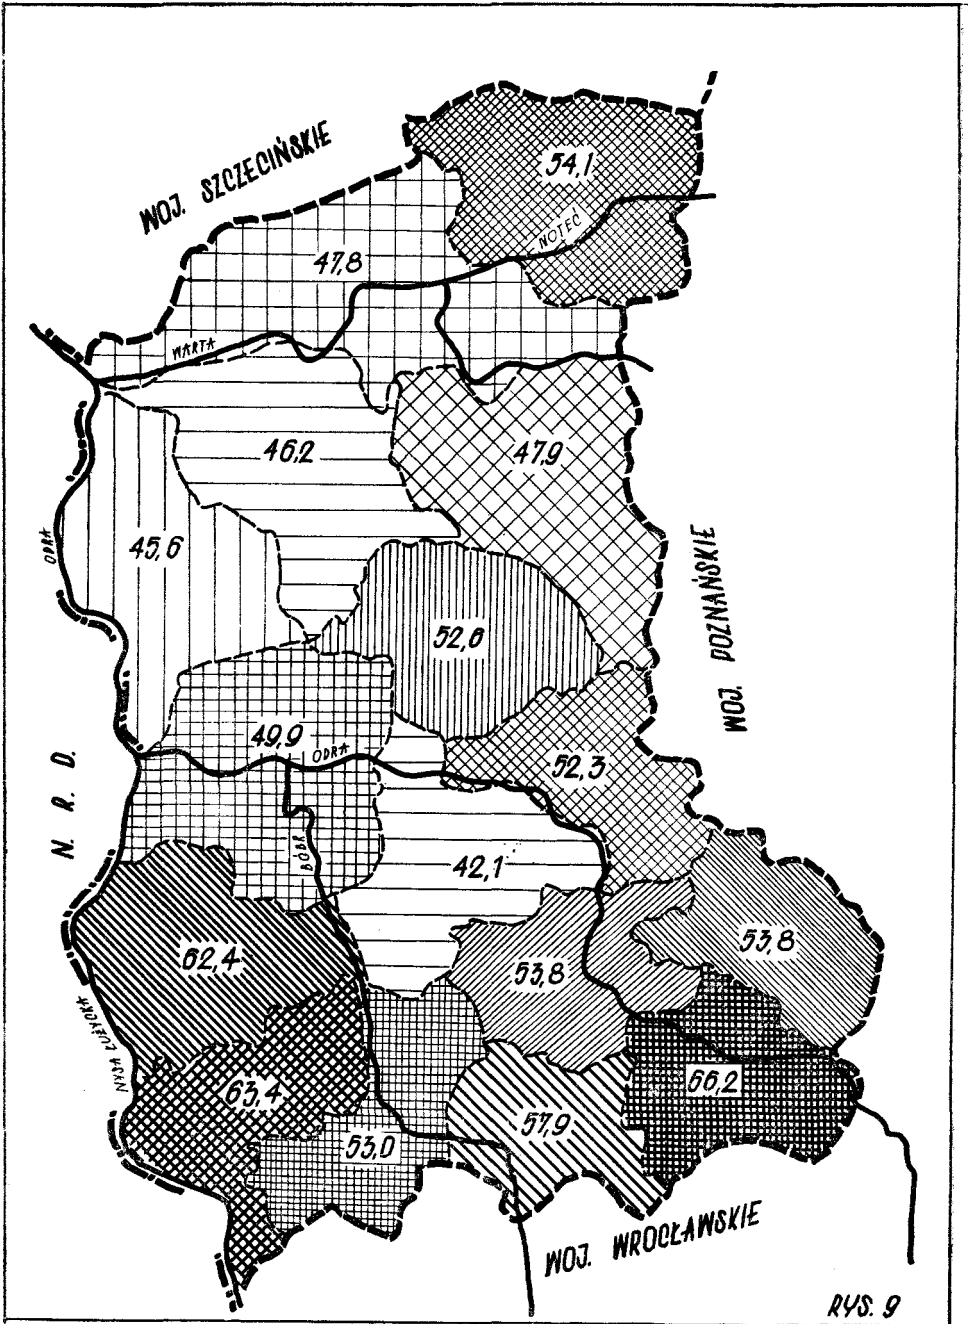 WOJ. SZCZECIŃSKIE
54,1
NOTEĆ
47,8
WARTA
46,2
47,9
ODRA
45,6
WOJ. POZNAŃSKIE
52,6
49,9
ODRA
52,3
N. R. D.
BÓBR
42,1
62,4
53,8
53,8
NYSA ŁUŻYCKA
63,4
66,2
57,9
53,0
WOJ. WROCŁAWSKIE
RYS. 9